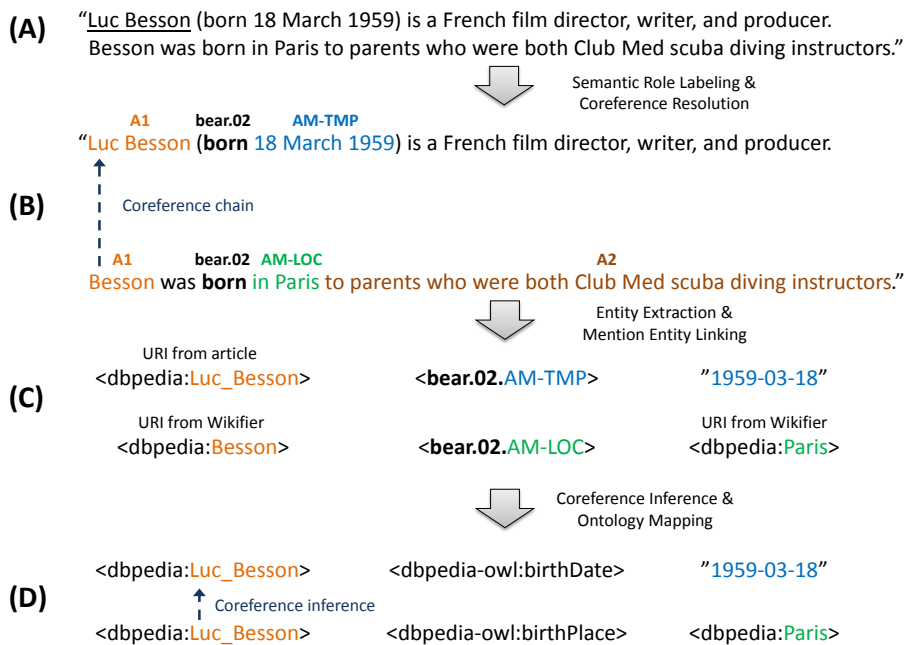 (A)
“Luc Besson (born 18 March 1959) is a French film director, writer, and producer.
Besson was born in Paris to parents who were both Club Med scuba diving instructors.”
Semantic Role Labeling &
Coreference Resolution
A1 bear.02 AM-TMP
“Luc Besson (born 18 March 1959) is a French film director, writer, and producer.
(B)
Coreference chain
A1 bear.02 AM-LOC A2
Besson was born in Paris to parents who were both Club Med scuba diving instructors.”
Entity Extraction &
Mention Entity Linking
URI from article
<dbpedia:Luc_Besson> <bear.02.AM-TMP> ”1959-03-18”
(C)
URI from Wikifier URI from Wikifier
<dbpedia:Besson> <bear.02.AM-LOC> <dbpedia:Paris>
Coreference Inference &
Ontology Mapping
<dbpedia:Luc_Besson> <dbpedia-owl:birthDate> ”1959-03-18”
(D)
Coreference inference
<dbpedia:Luc_Besson> <dbpedia-owl:birthPlace> <dbpedia:Paris>